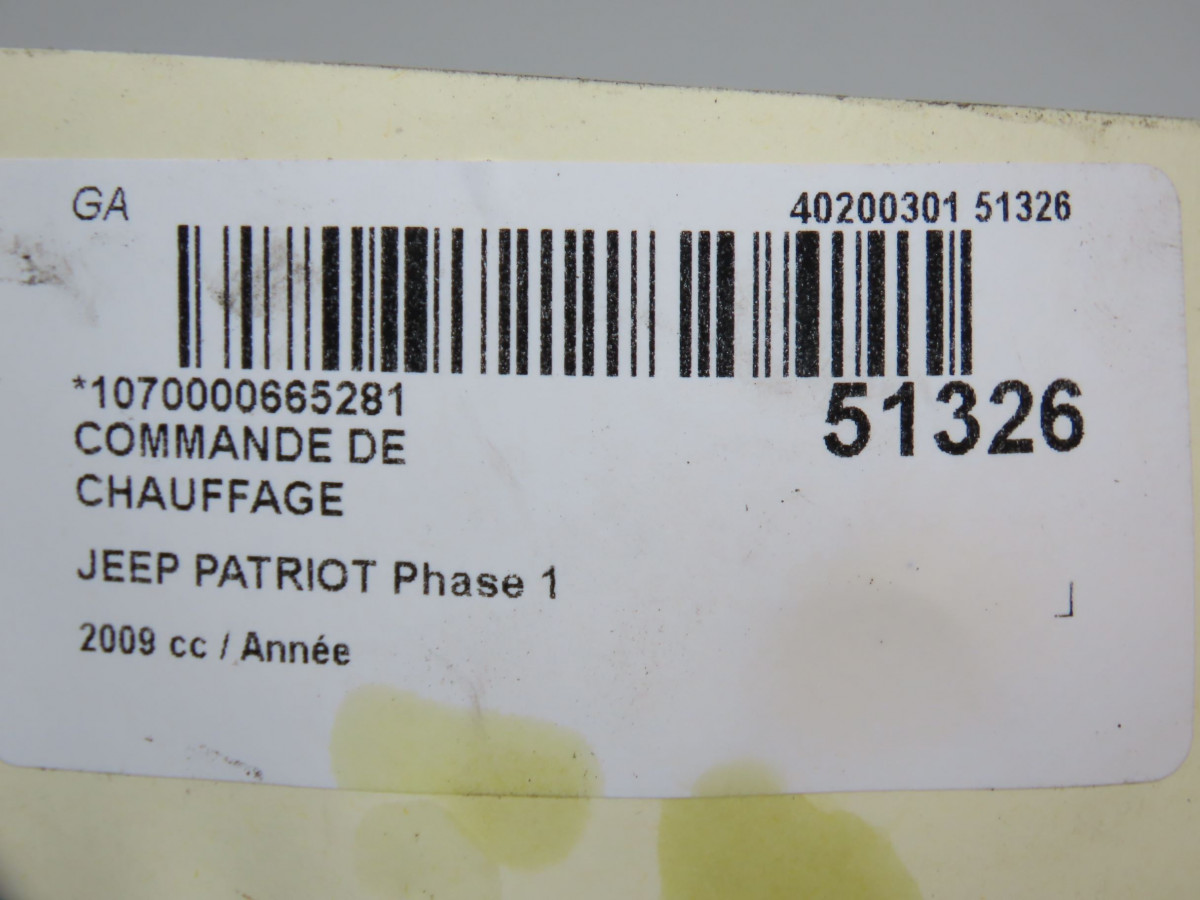 GA
40200301 51326
*1070000665281
51326
COMMANDE DE
CHAUFFAGE
JEEP PATRIOT Phase 1
2009 cc / Année